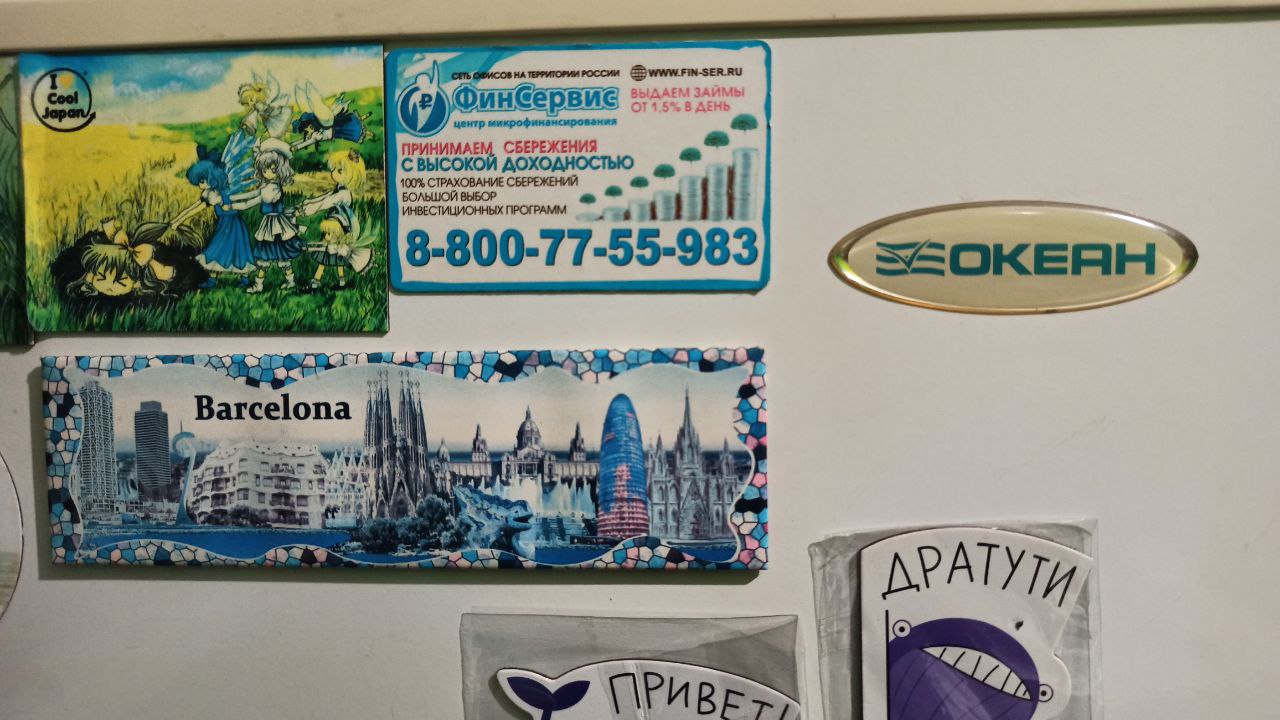 I
Cool
Japan
СЕТЬ ОФИСОВ НА ТЕРРИТОРИИ РОССИИ
WWW.FIN-SER.RU
ФинСервис
центр микрофинансирования
ВЫДАЕМ ЗАЙМЫ
ОТ 1,5% В ДЕНЬ
ПРИНИМАЕМ СБЕРЕЖЕНИЯ
С ВЫСОКОЙ ДОХОДНОСТЬЮ
100% СТРАХОВАНИЕ СБЕРЕЖЕНИЙ
БОЛЬШОЙ ВЫБОР
ИНВЕСТИЦИОННЫХ ПРОГРАММ
8-800-77-55-983
ОКЕАН
Barcelona
ДРАТУТИ
ПРИВЕТ!